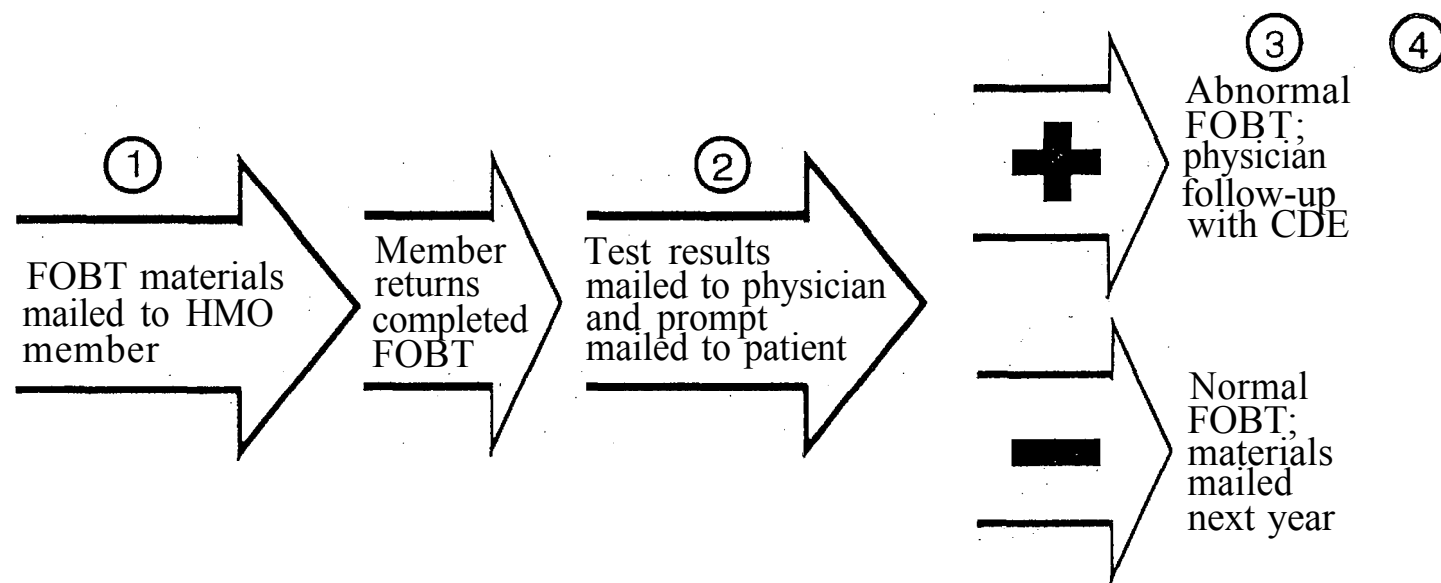 ①
FOBT materials
mailed to HMO
member
Member
returns
completed
FOBT
②
Test results
mailed to physician
and prompt
mailed to patient
+
③ ④
Abnormal
FOBT;
physician
follow-up
with CDE
−
Normal
FOBT;
materials
mailed
next year